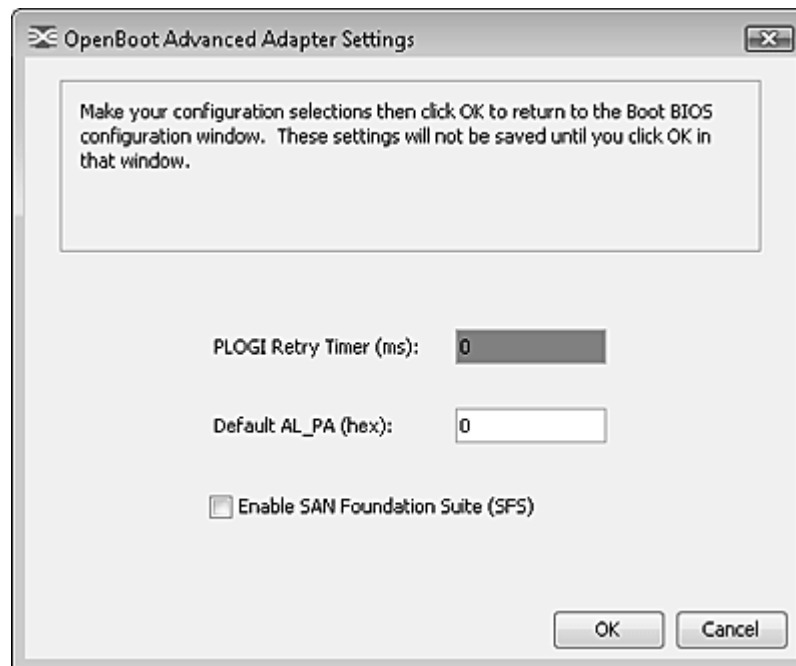 OpenBoot Advanced Adapter Settings
Make your configuration selections then click OK to return to the Boot BIOS
configuration window. These settings will not be saved until you click OK in
that window.
PLOGI Retry Timer (ms): 0
Default AL_PA (hex): 0
Enable SAN Foundation Suite (SFS)
OK Cancel